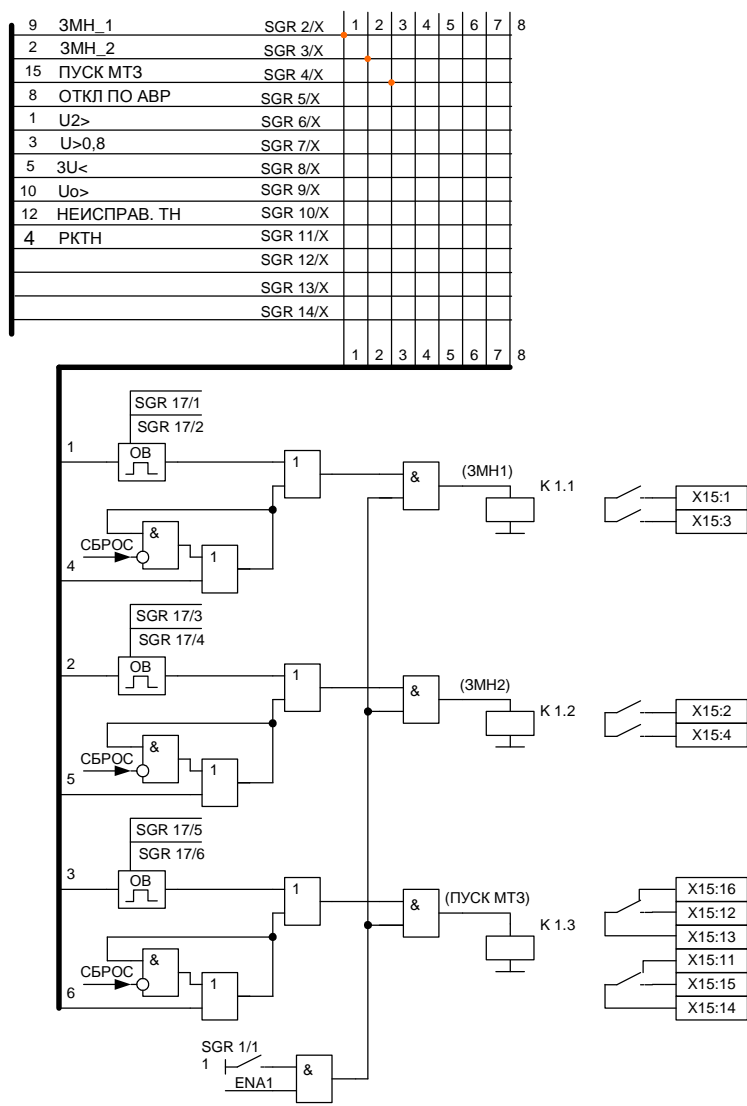 9 ЗМН_1 SGR 2/X 1 2 3 4 5 6 7 8
2 ЗМН_2 SGR 3/X
15 ПУСК МТЗ SGR 4/X
8 ОТКЛ ПО АВР SGR 5/X
1 U2> SGR 6/X
3 U>0,8 SGR 7/X
5 3U< SGR 8/X
10 Uo> SGR 9/X
12 НЕИСПРАВ. ТН SGR 10/X
4 РКТН SGR 11/X
SGR 12/X
SGR 13/X
SGR 14/X
1 2 3 4 5 6 7 8
SGR 17/1
SGR 17/2
1 ОВ 1 & (ЗМН1) K 1.1 X15:1
X15:3
СБРОС & 1
4
SGR 17/3
SGR 17/4
2 ОВ 1 & (ЗМН2) K 1.2 X15:2
X15:4
СБРОС & 1
5
SGR 17/5
SGR 17/6
3 ОВ 1 & (ПУСК МТЗ) K 1.3 X15:16
X15:12
X15:13
X15:11
X15:15
X15:14
СБРОС & 1
6
SGR 1/1
1 &
ENA1